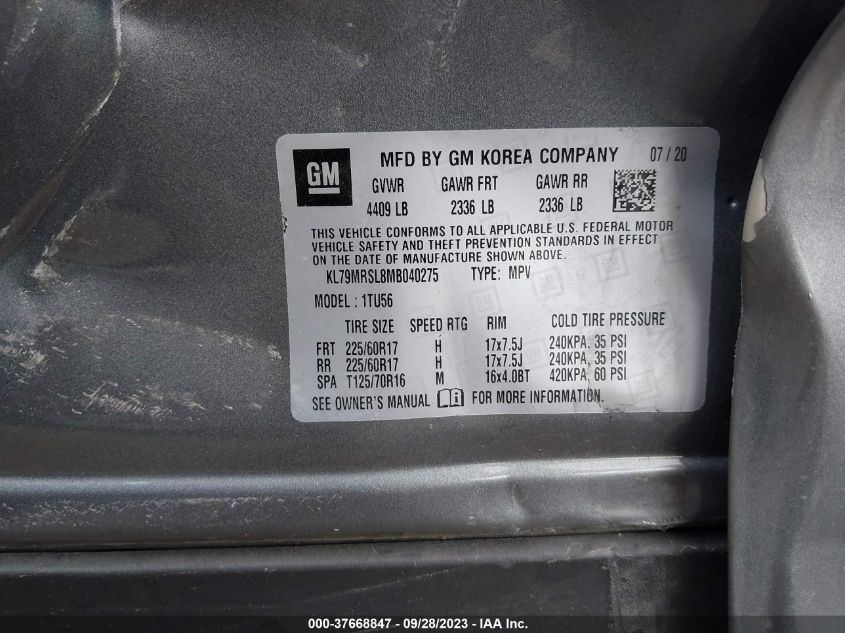 GM MFD BY GM KOREA COMPANY 07 / 20
GVWR GAWR FRT GAWR RR
4409 LB 2336 LB 2336 LB
THIS VEHICLE CONFORMS TO ALL APPLICABLE U.S. FEDERAL MOTOR
VEHICLE SAFETY AND THEFT PREVENTION STANDARDS IN EFFECT
ON THE DATE OF MANUFACTURE SHOWN ABOVE.
KL79MRSL8MB040275 TYPE: MPV
MODEL : 1TU56
TIRE SIZE SPEED RTG RIM COLD TIRE PRESSURE
FRT 225/60R17 H 17x7.5J 240KPA, 35 PSI
RR 225/60R17 H 17x7.5J 240KPA, 35 PSI
SPA T125/70R16 M 16x4.0BT 420KPA, 60 PSI
SEE OWNER'S MANUAL i FOR MORE INFORMATION.
000-37668847 - 09/28/2023 - IAAI Inc.